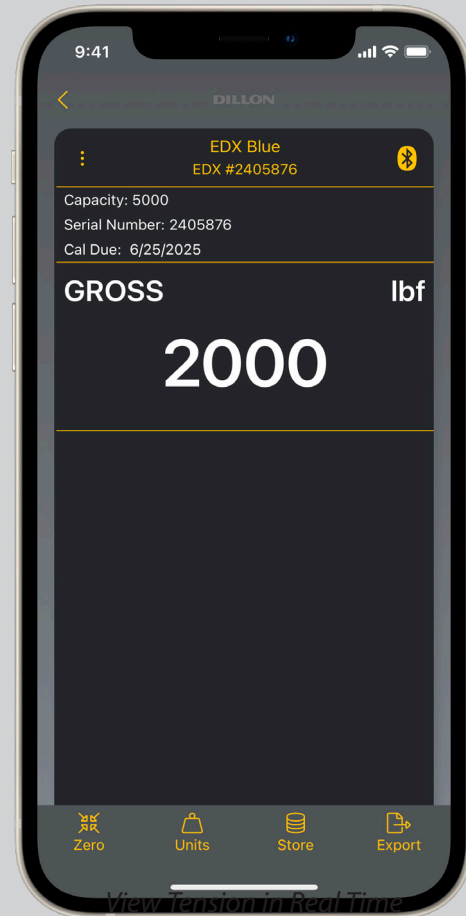 9:41
DILLON
EDX Blue
EDX #2405876
Capacity: 5000
Serial Number: 2405876
Cal Due: 6/25/2025
GROSS lbf
2000
Zero Units Store Export
View Tension in Real Time